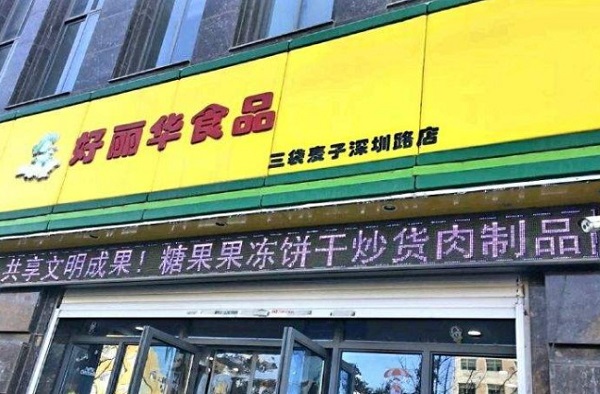 好丽华食品
三袋麦子深圳路店
共享文明成果！糖果果冻饼干炒货肉制品